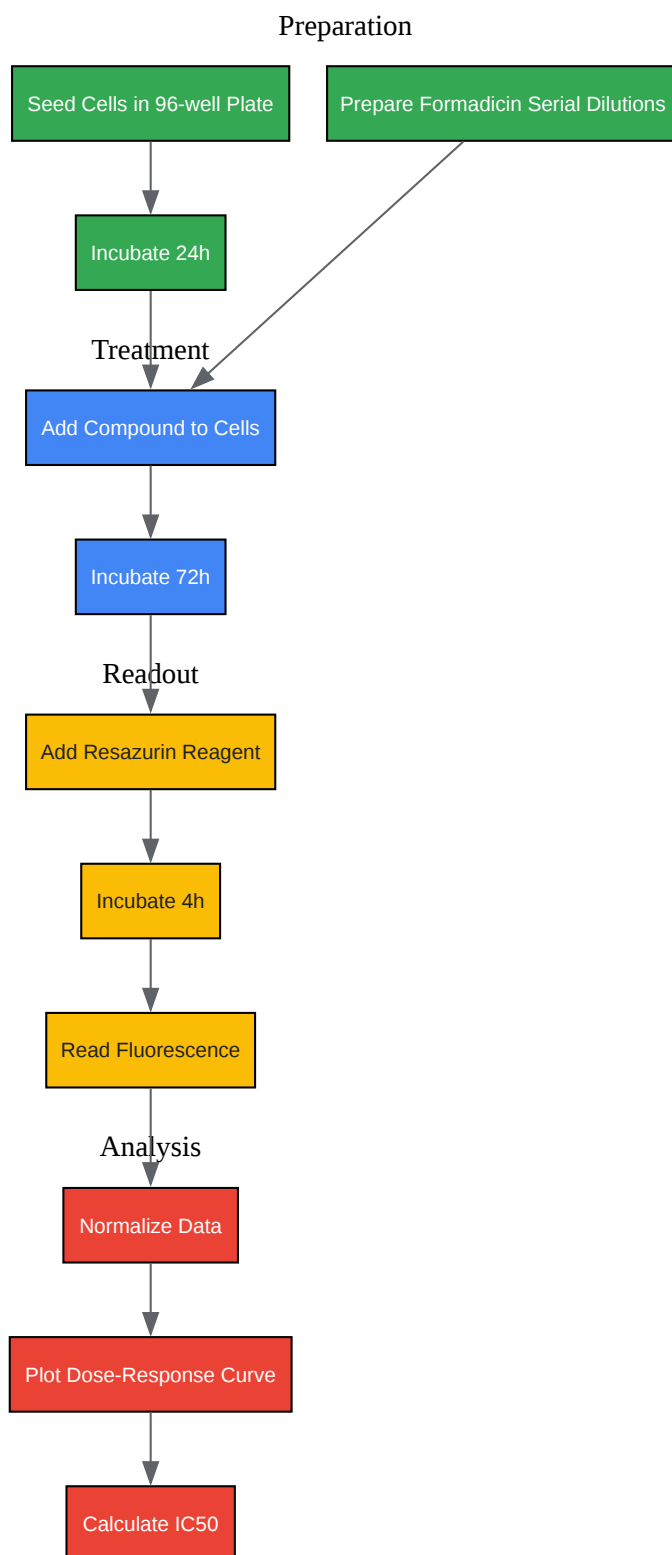 Preparation
Seed Cells in 96-well Plate
Prepare Formadicin Serial Dilutions
Incubate 24h
Treatment
Add Compound to Cells
Incubate 72h
Readout
Add Resazurin Reagent
Incubate 4h
Read Fluorescence
Analysis
Normalize Data
Plot Dose-Response Curve
Calculate IC50